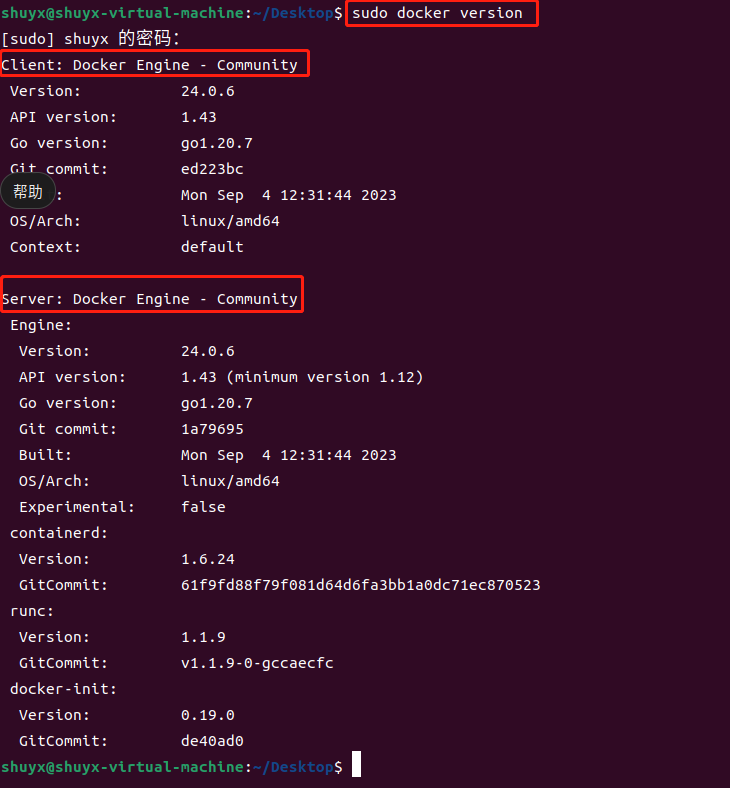 shuyx@shuyx-virtual-machine:~/Desktop$ sudo docker version
[sudo] shuyx 的密码：
Client: Docker Engine - Community
Version: 24.0.6
API version: 1.43
Go version: go1.20.7
Git commit: ed223bc
帮助 : Mon Sep 4 12:31:44 2023
OS/Arch: linux/amd64
Context: default
Server: Docker Engine - Community
Engine:
Version: 24.0.6
API version: 1.43 (minimum version 1.12)
Go version: go1.20.7
Git commit: 1a79695
Built: Mon Sep 4 12:31:44 2023
OS/Arch: linux/amd64
Experimental: false
containerd:
Version: 1.6.24
GitCommit: 61f9fd88f79f081d64d6fa3bb1a0dc71ec870523
runc:
Version: 1.1.9
GitCommit: v1.1.9-0-gccaecfc
docker-init:
Version: 0.19.0
GitCommit: de40ad0
shuyx@shuyx-virtual-machine:~/Desktop$